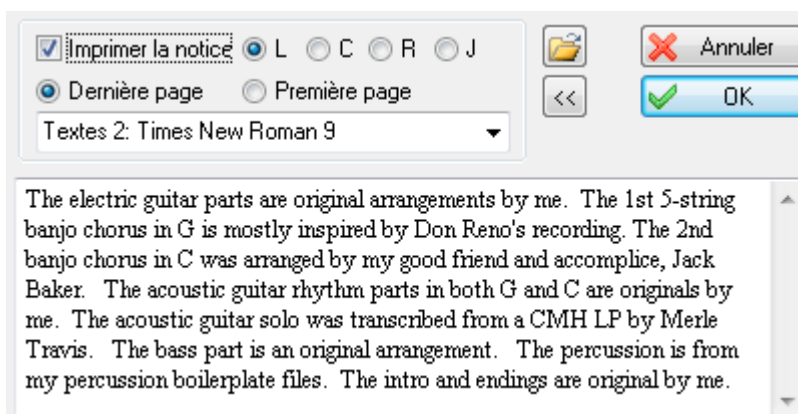 Imprimer la notice L C R J
Annuler
Dernière page Première page
<< OK
Textes 2: Times New Roman 9
The electric guitar parts are original arrangements by me.  The 1st 5-string
banjo chorus in G is mostly inspired by Don Reno's recording. The 2nd
banjo chorus in C was arranged by my good friend and accomplice, Jack
Baker.   The acoustic guitar rhythm parts in both G and C are originals by
me.  The acoustic guitar solo was transcribed from a CMH LP by Merle
Travis.   The bass part is an original arrangement.   The percussion is from
my percussion boilerplate files.  The intro and endings are original by me.